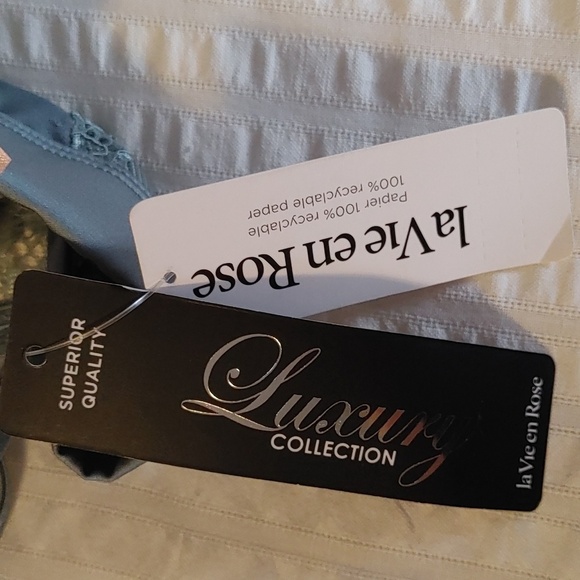 la Vie en Rose
Papier 100% recyclable
100% recyclable paper
SUPERIOR
QUALITY
Luxury
COLLECTION
la Vie en Rose